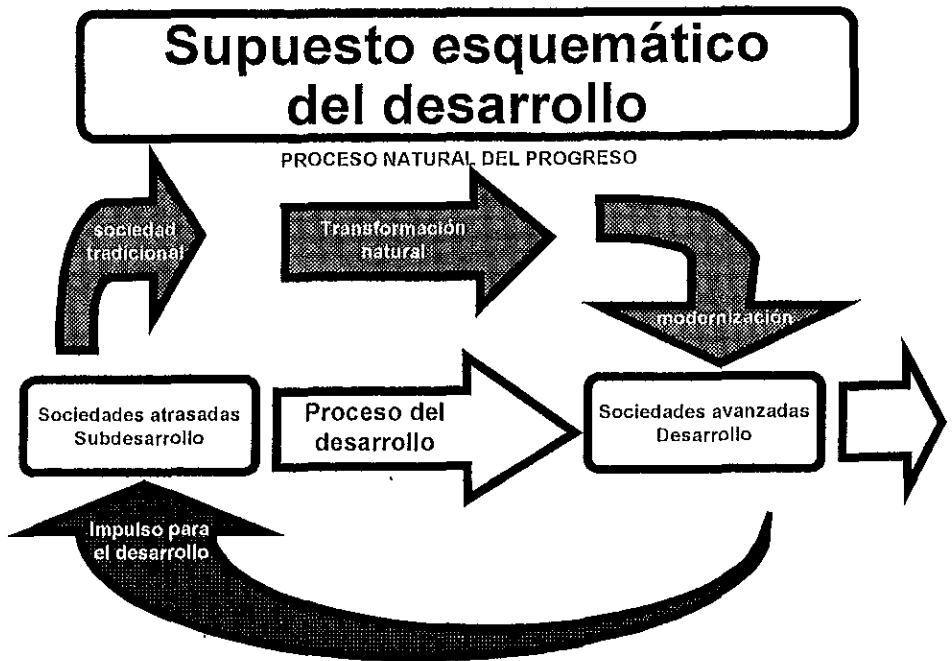 Supuesto esquemático
del desarrollo
PROCESO NATURAL DEL PROGRESO
sociedad
tradicional
Transformación
natural
modernización
Sociedades atrasadas
Subdesarrollo
Proceso del
desarrollo
Sociedades avanzadas
Desarrollo
Impulso para
el desarrollo